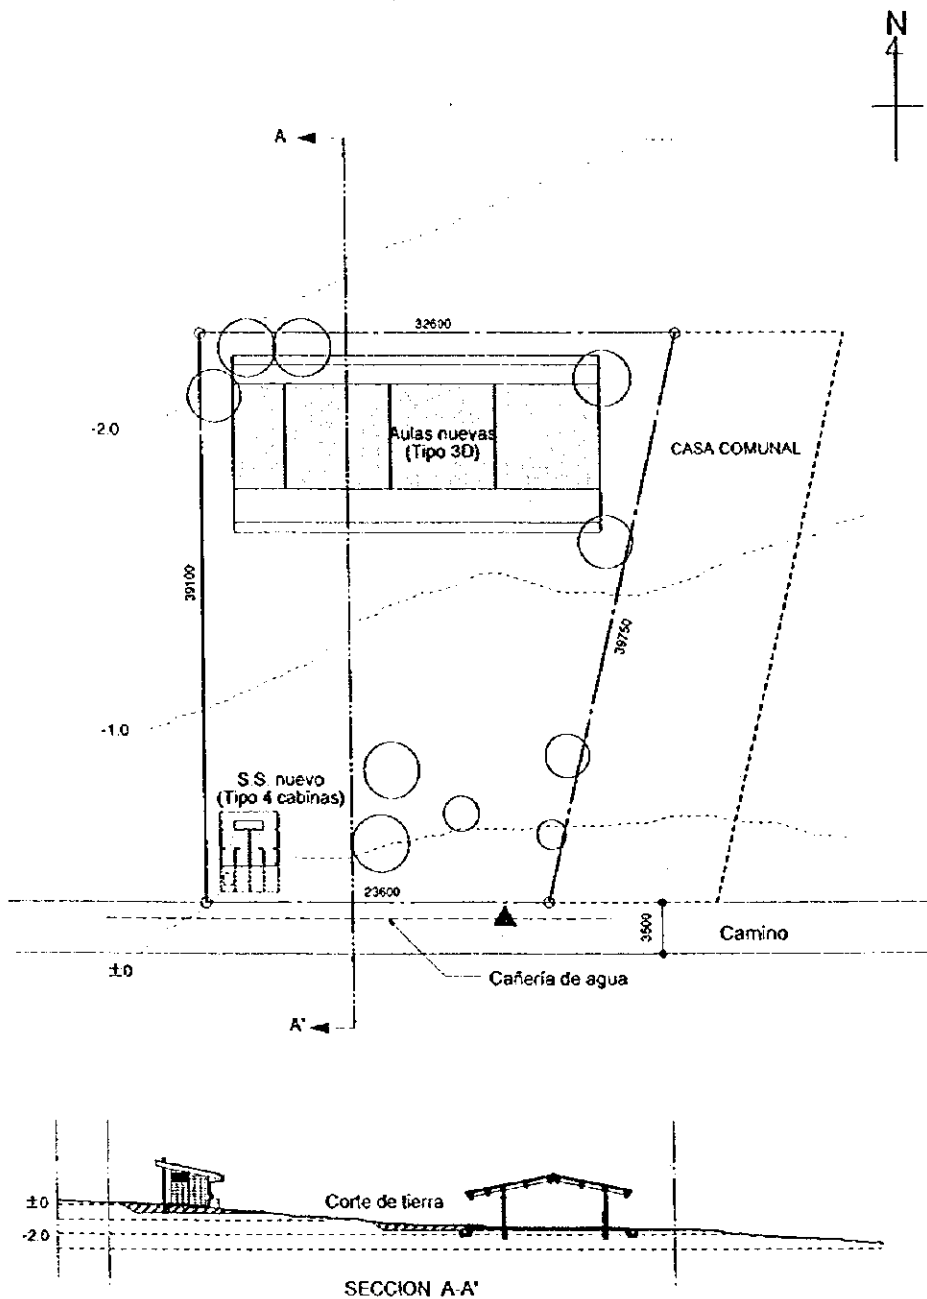 N
A
32600
-2.0
Aulas nuevas
(Tipo 3D)
CASA COMUNAL
39100
39750
-1.0
S.S. nuevo
(Tipo 4 cabinas)
23600
3500
Camino
±0
Cañería de agua
A'
±0
Corte de tierra
-2.0
SECCION A-A'